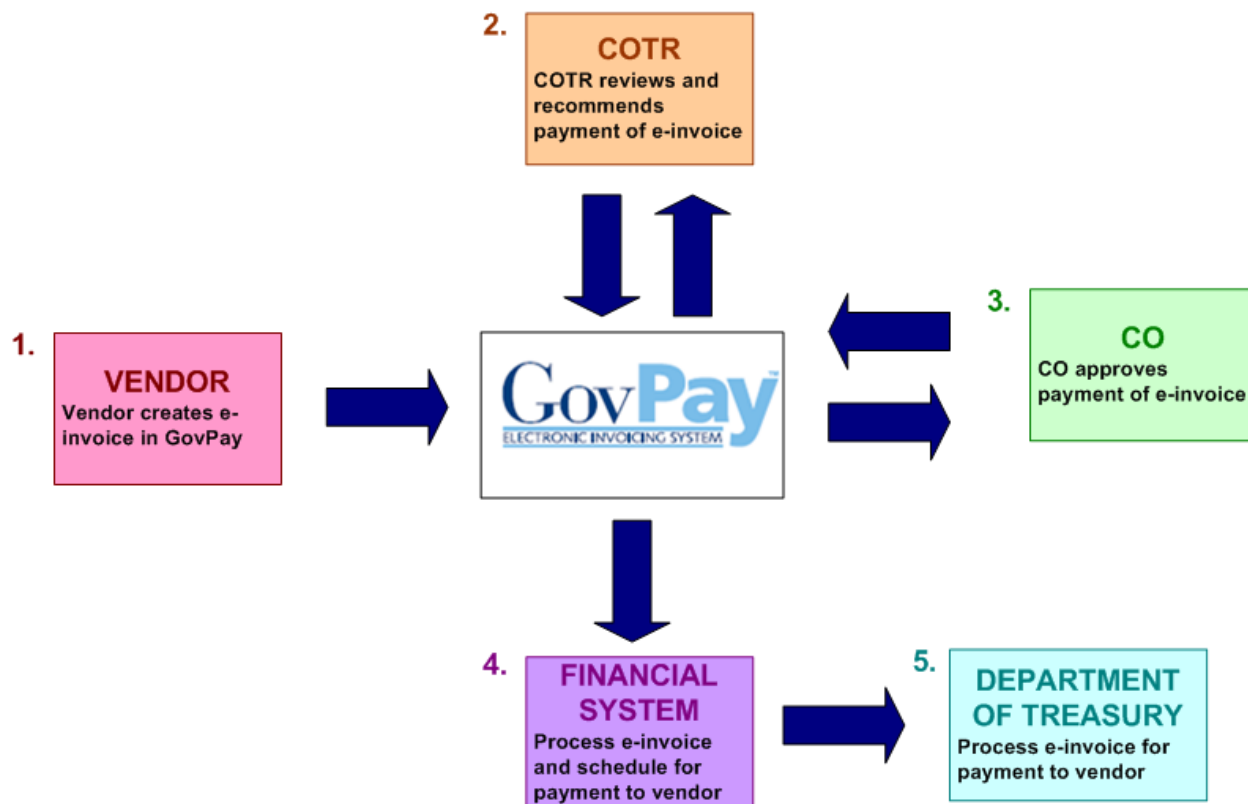 1.
VENDOR
Vendor creates e-
invoice in GovPay
2.
COTR
COTR reviews and
recommends
payment of e-invoice
GovPay™
ELECTRONIC INVOICING SYSTEM
3.
CO
CO approves
payment of e-invoice
4.
FINANCIAL
SYSTEM
Process e-invoice
and schedule for
payment to vendor
5.
DEPARTMENT
OF TREASURY
Process e-invoice for
payment to vendor